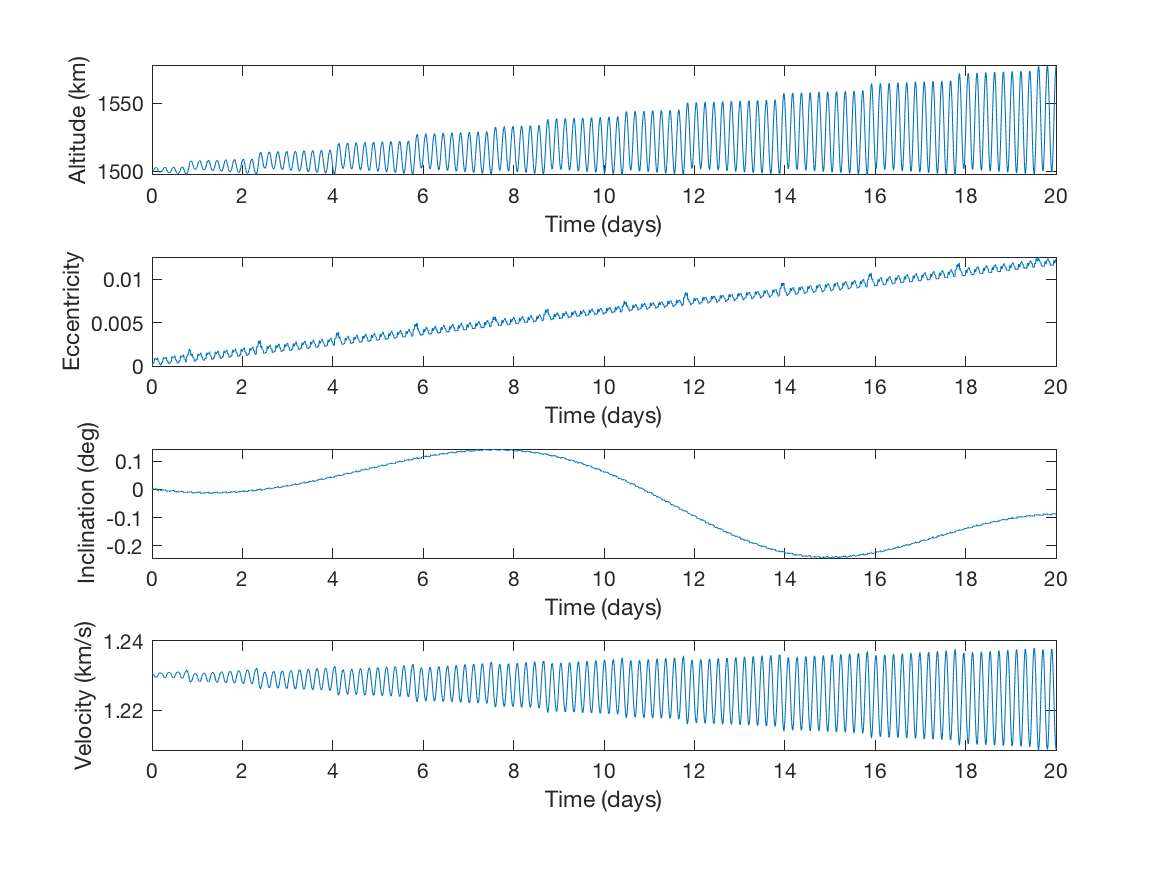 Altitude (km)
1550
1500
0 2 4 6 8 10 12 14 16 18 20
Time (days)
Eccentricity
0.01
0.005
0
0 2 4 6 8 10 12 14 16 18 20
Time (days)
Inclination (deg)
0.1
0
-0.1
-0.2
0 2 4 6 8 10 12 14 16 18 20
Time (days)
Velocity (km/s)
1.24
1.22
0 2 4 6 8 10 12 14 16 18 20
Time (days)